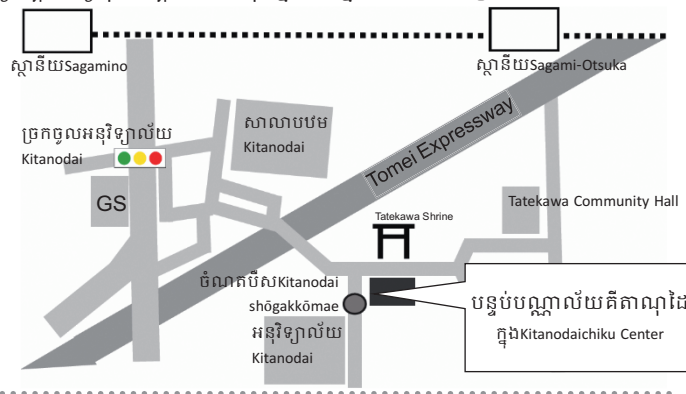 ស្ថានីយSagamino
ស្ថានីយSagami-Otsuka
ច្រកចូលអនុវិទ្យាល័យ
Kitanodai
សាលាបឋម
Kitanodai
Tomei Expressway
GS
Tatekawa Shrine
Tatekawa Community Hall
ចំណតប៊ីសKitanodai
shōgakkōmae
អនុវិទ្យាល័យ
Kitanodai
បន្ទប់បណ្ណាល័យគីតាណុដៃ
ក្នុងKitanodaichiku Center